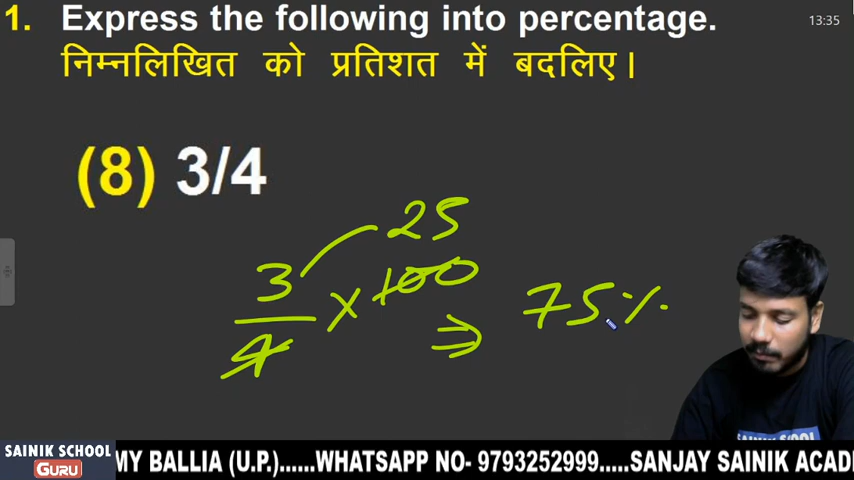 1. Express the following into percentage.
13:35
निम्नलिखित को प्रतिशत में बदलिए।
(8) 3/4
25
3/4 × 100 ⇒ 75%
SAINIK SCHOOL
GURU
MY BALLIA (U.P.)......WHATSAPP NO- 9793252999.....SANJAY SAINIK ACAD